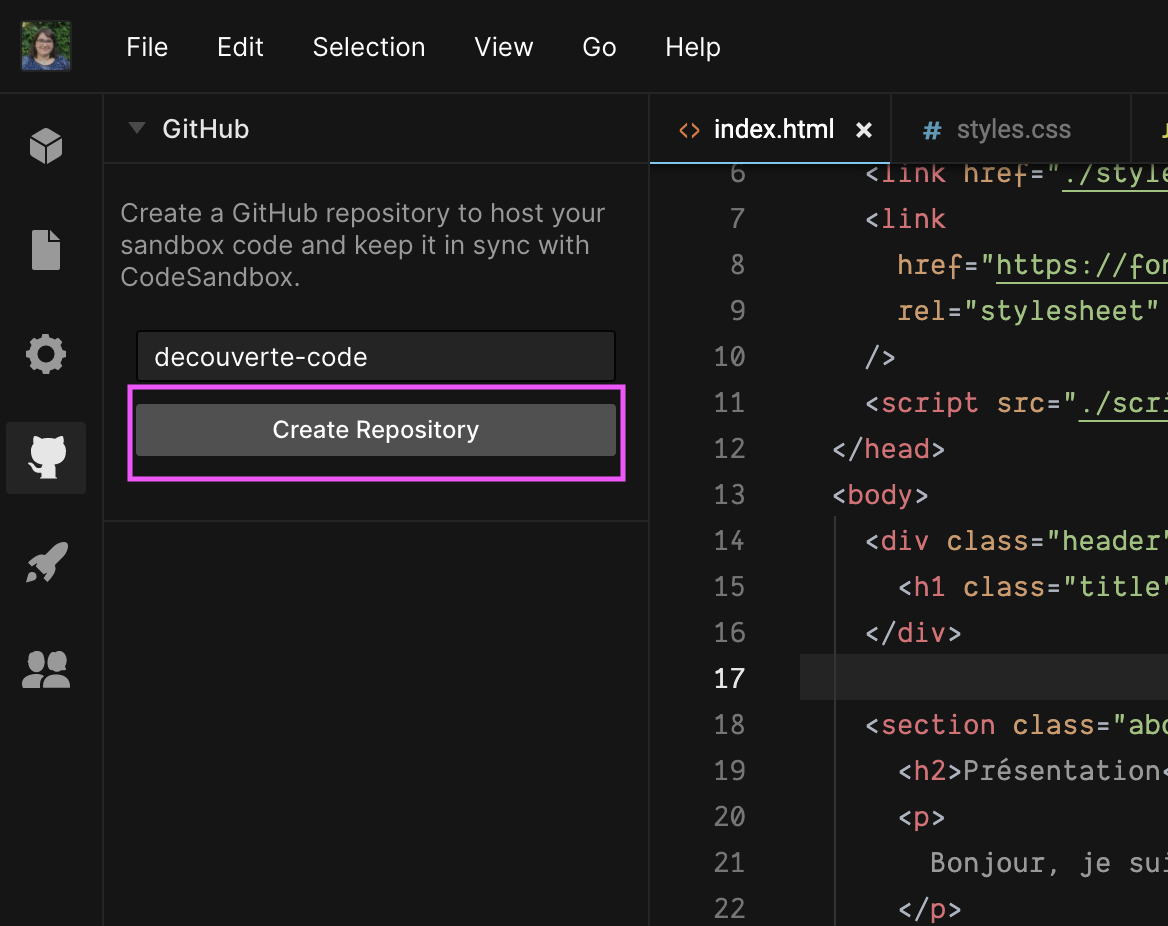 File Edit Selection View Go Help
GitHub
Create a GitHub repository to host your
sandbox code and keep it in sync with
CodeSandbox.
decouverte-code
Create Repository
<> index.html ×
# styles.css
6 <link href="./style
7 <link
8 href="https://for
9 rel="stylesheet"
10 />
11 <script src="./scri
12 </head>
13 <body>
14 <div class="header"
15 <h1 class="title"
16 </div>
17
18 <section class="abo
19 <h2>Présentation<
20 <p>
21 Bonjour, je sui
22 </p>